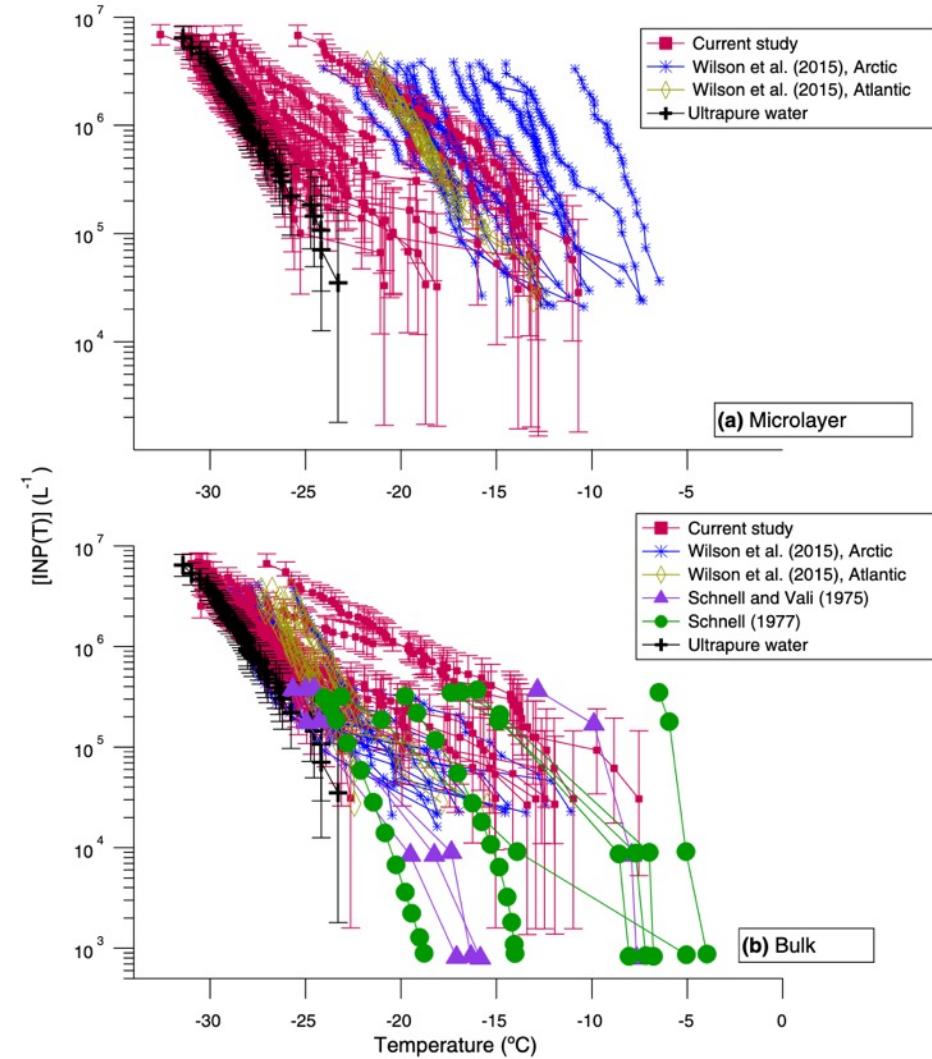 10^7
10^6
10^5
10^4
Current study
Wilson et al. (2015), Arctic
Wilson et al. (2015), Atlantic
Ultrapure water
(a) Microlayer
-30 -25 -20 -15 -10 -5 0
[INP(T)] (L^-1)
10^7
10^6
10^5
10^4
10^3
Current study
Wilson et al. (2015), Arctic
Wilson et al. (2015), Atlantic
Schnell and Vali (1975)
Schnell (1977)
Ultrapure water
(b) Bulk
-30 -25 -20 -15 -10 -5 0
Temperature (ºC)